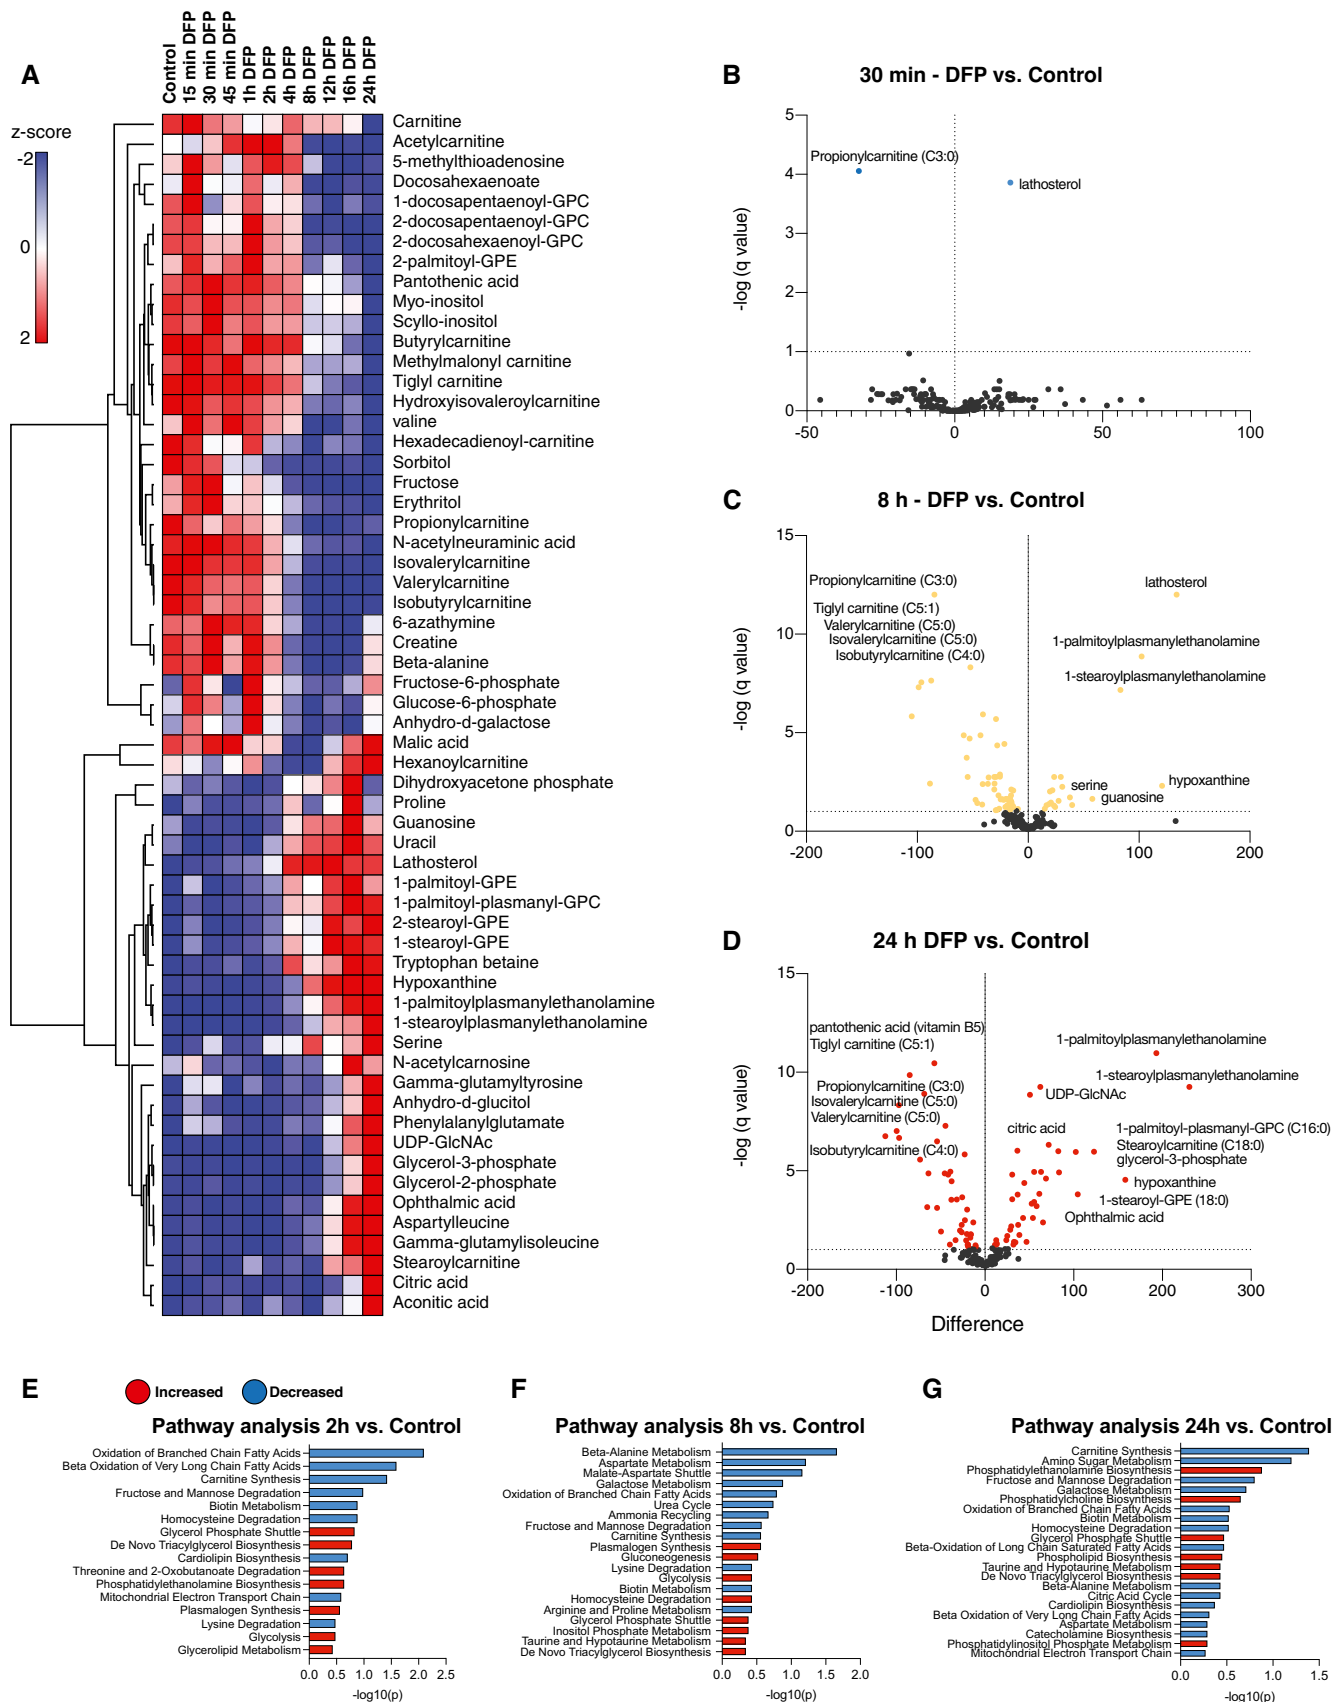 A
Control
15 min DFP
30 min DFP
45 min DFP
1h DFP
2h DFP
4h DFP
8h DFP
12h DFP
16h DFP
24h DFP
z-score
-2
0
2
Carnitine
Acetylcarnitine
5-methylthioadenosine
Docosahexaenoate
1-docosapentaenoyl-GPC
2-docosapentaenoyl-GPC
2-docosahexaenoyl-GPC
2-palmitoyl-GPE
Pantothenic acid
Myo-inositol
Scyllo-inositol
Butyrylcarnitine
Methylmalonyl carnitine
Tiglyl carnitine
Hydroxyisovaleroylcarnitine
valine
Hexadecadienoyl-carnitine
Sorbitol
Fructose
Erythritol
Propionylcarnitine
N-acetylneuraminic acid
Isovalerylcarnitine
Valerylcarnitine
Isobutyrylcarnitine
6-azathymine
Creatine
Beta-alanine
Fructose-6-phosphate
Glucose-6-phosphate
Anhydro-d-galactose
Malic acid
Hexanoylcarnitine
Dihydroxyacetone phosphate
Proline
Guanosine
Uracil
Lathosterol
1-palmitoyl-GPE
1-palmitoyl-plasmanyl-GPC
2-stearoyl-GPE
1-stearoyl-GPE
Tryptophan betaine
Hypoxanthine
1-palmitoylplasmanylethanolamine
1-stearoylplasmanylethanolamine
Serine
N-acetylcarnosine
Gamma-glutamyltyrosine
Anhydro-d-glucitol
Phenylalanylglutamate
UDP-GlcNAc
Glycerol-3-phosphate
Glycerol-2-phosphate
Ophthalmic acid
Aspartylleucine
Gamma-glutamylisoleucine
Stearoylcarnitine
Citric acid
Aconitic acid
B
30 min - DFP vs. Control
-log (q value)
5
4
3
2
1
0
Propionylcarnitine (C3:0)
lathosterol
-50
0
50
100
C
8 h - DFP vs. Control
-log (q value)
15
10
5
0
Propionylcarnitine (C3:0)
Tiglyl carnitine (C5:1)
Valerylcarnitine (C5:0)
Isovalerylcarnitine (C5:0)
Isobutyrylcarnitine (C4:0)
lathosterol
1-palmitoylplasmanylethanolamine
1-stearoylplasmanylethanolamine
serine
hypoxanthine
guanosine
-200
-100
0
100
200
D
24 h DFP vs. Control
-log (q value)
15
10
5
0
pantothenic acid (vitamin B5)
Tiglyl carnitine (C5:1)
Propionylcarnitine (C3:0)
Isovalerylcarnitine (C5:0)
Valerylcarnitine (C5:0)
Isobutyrylcarnitine (C4:0)
1-palmitoylplasmanylethanolamine
1-stearoylplasmanylethanolamine
UDP-GlcNAc
citric acid
1-palmitoyl-plasmanyl-GPC (C16:0)
Stearoylcarnitine (C18:0)
glycerol-3-phosphate
hypoxanthine
1-stearoyl-GPE (18:0)
Ophthalmic acid
-200
-100
0
100
200
300
Difference
E
Increased
Decreased
Pathway analysis 2h vs. Control
Oxidation of Branched Chain Fatty Acids
Beta Oxidation of Very Long Chain Fatty Acids
Carnitine Synthesis
Fructose and Mannose Degradation
Biotin Metabolism
Homocysteine Degradation
Glycerol Phosphate Shuttle
De Novo Triacylglycerol Biosynthesis
Cardiolipin Biosynthesis
Threonine and 2-Oxobutanoate Degradation
Phosphatidylethanolamine Biosynthesis
Mitochondrial Electron Transport Chain
Plasmalogen Synthesis
Lysine Degradation
Glycolysis
Glycerolipid Metabolism
0.0 0.5 1.0 1.5 2.0 2.5
-log10(p)
F
Pathway analysis 8h vs. Control
Beta-Alanine Metabolism
Aspartate Metabolism
Malate-Aspartate Shuttle
Galactose Metabolism
Oxidation of Branched Chain Fatty Acids
Urea Cycle
Ammonia Recycling
Fructose and Mannose Degradation
Carnitine Synthesis
Plasmalogen Synthesis
Gluconeogenesis
Lysine Degradation
Glycolysis
Biotin Metabolism
Homocysteine Degradation
Arginine and Proline Metabolism
Glycerol Phosphate Shuttle
Inositol Phosphate Metabolism
Taurine and Hypotaurine Metabolism
De Novo Triacylglycerol Biosynthesis
0.0 0.5 1.0 1.5 2.0
-log10(p)
G
Pathway analysis 24h vs. Control
Carnitine Synthesis
Amino Sugar Metabolism
Phosphatidylethanolamine Biosynthesis
Fructose and Mannose Degradation
Galactose Metabolism
Phosphatidylcholine Biosynthesis
Oxidation of Branched Chain Fatty Acids
Biotin Metabolism
Homocysteine Degradation
Glycerol Phosphate Shuttle
Beta-Oxidation of Long Chain Saturated Fatty Acids
Phospholipid Biosynthesis
Taurine and Hypotaurine Metabolism
De Novo Triacylglycerol Biosynthesis
Beta-Alanine Metabolism
Citric Acid Cycle
Cardiolipin Biosynthesis
Beta Oxidation of Very Long Chain Fatty Acids
Aspartate Metabolism
Catecholamine Biosynthesis
Phosphatidylinositol Phosphate Metabolism
Mitochondrial Electron Transport Chain
0.0 0.5 1.0 1.5
-log10(p)